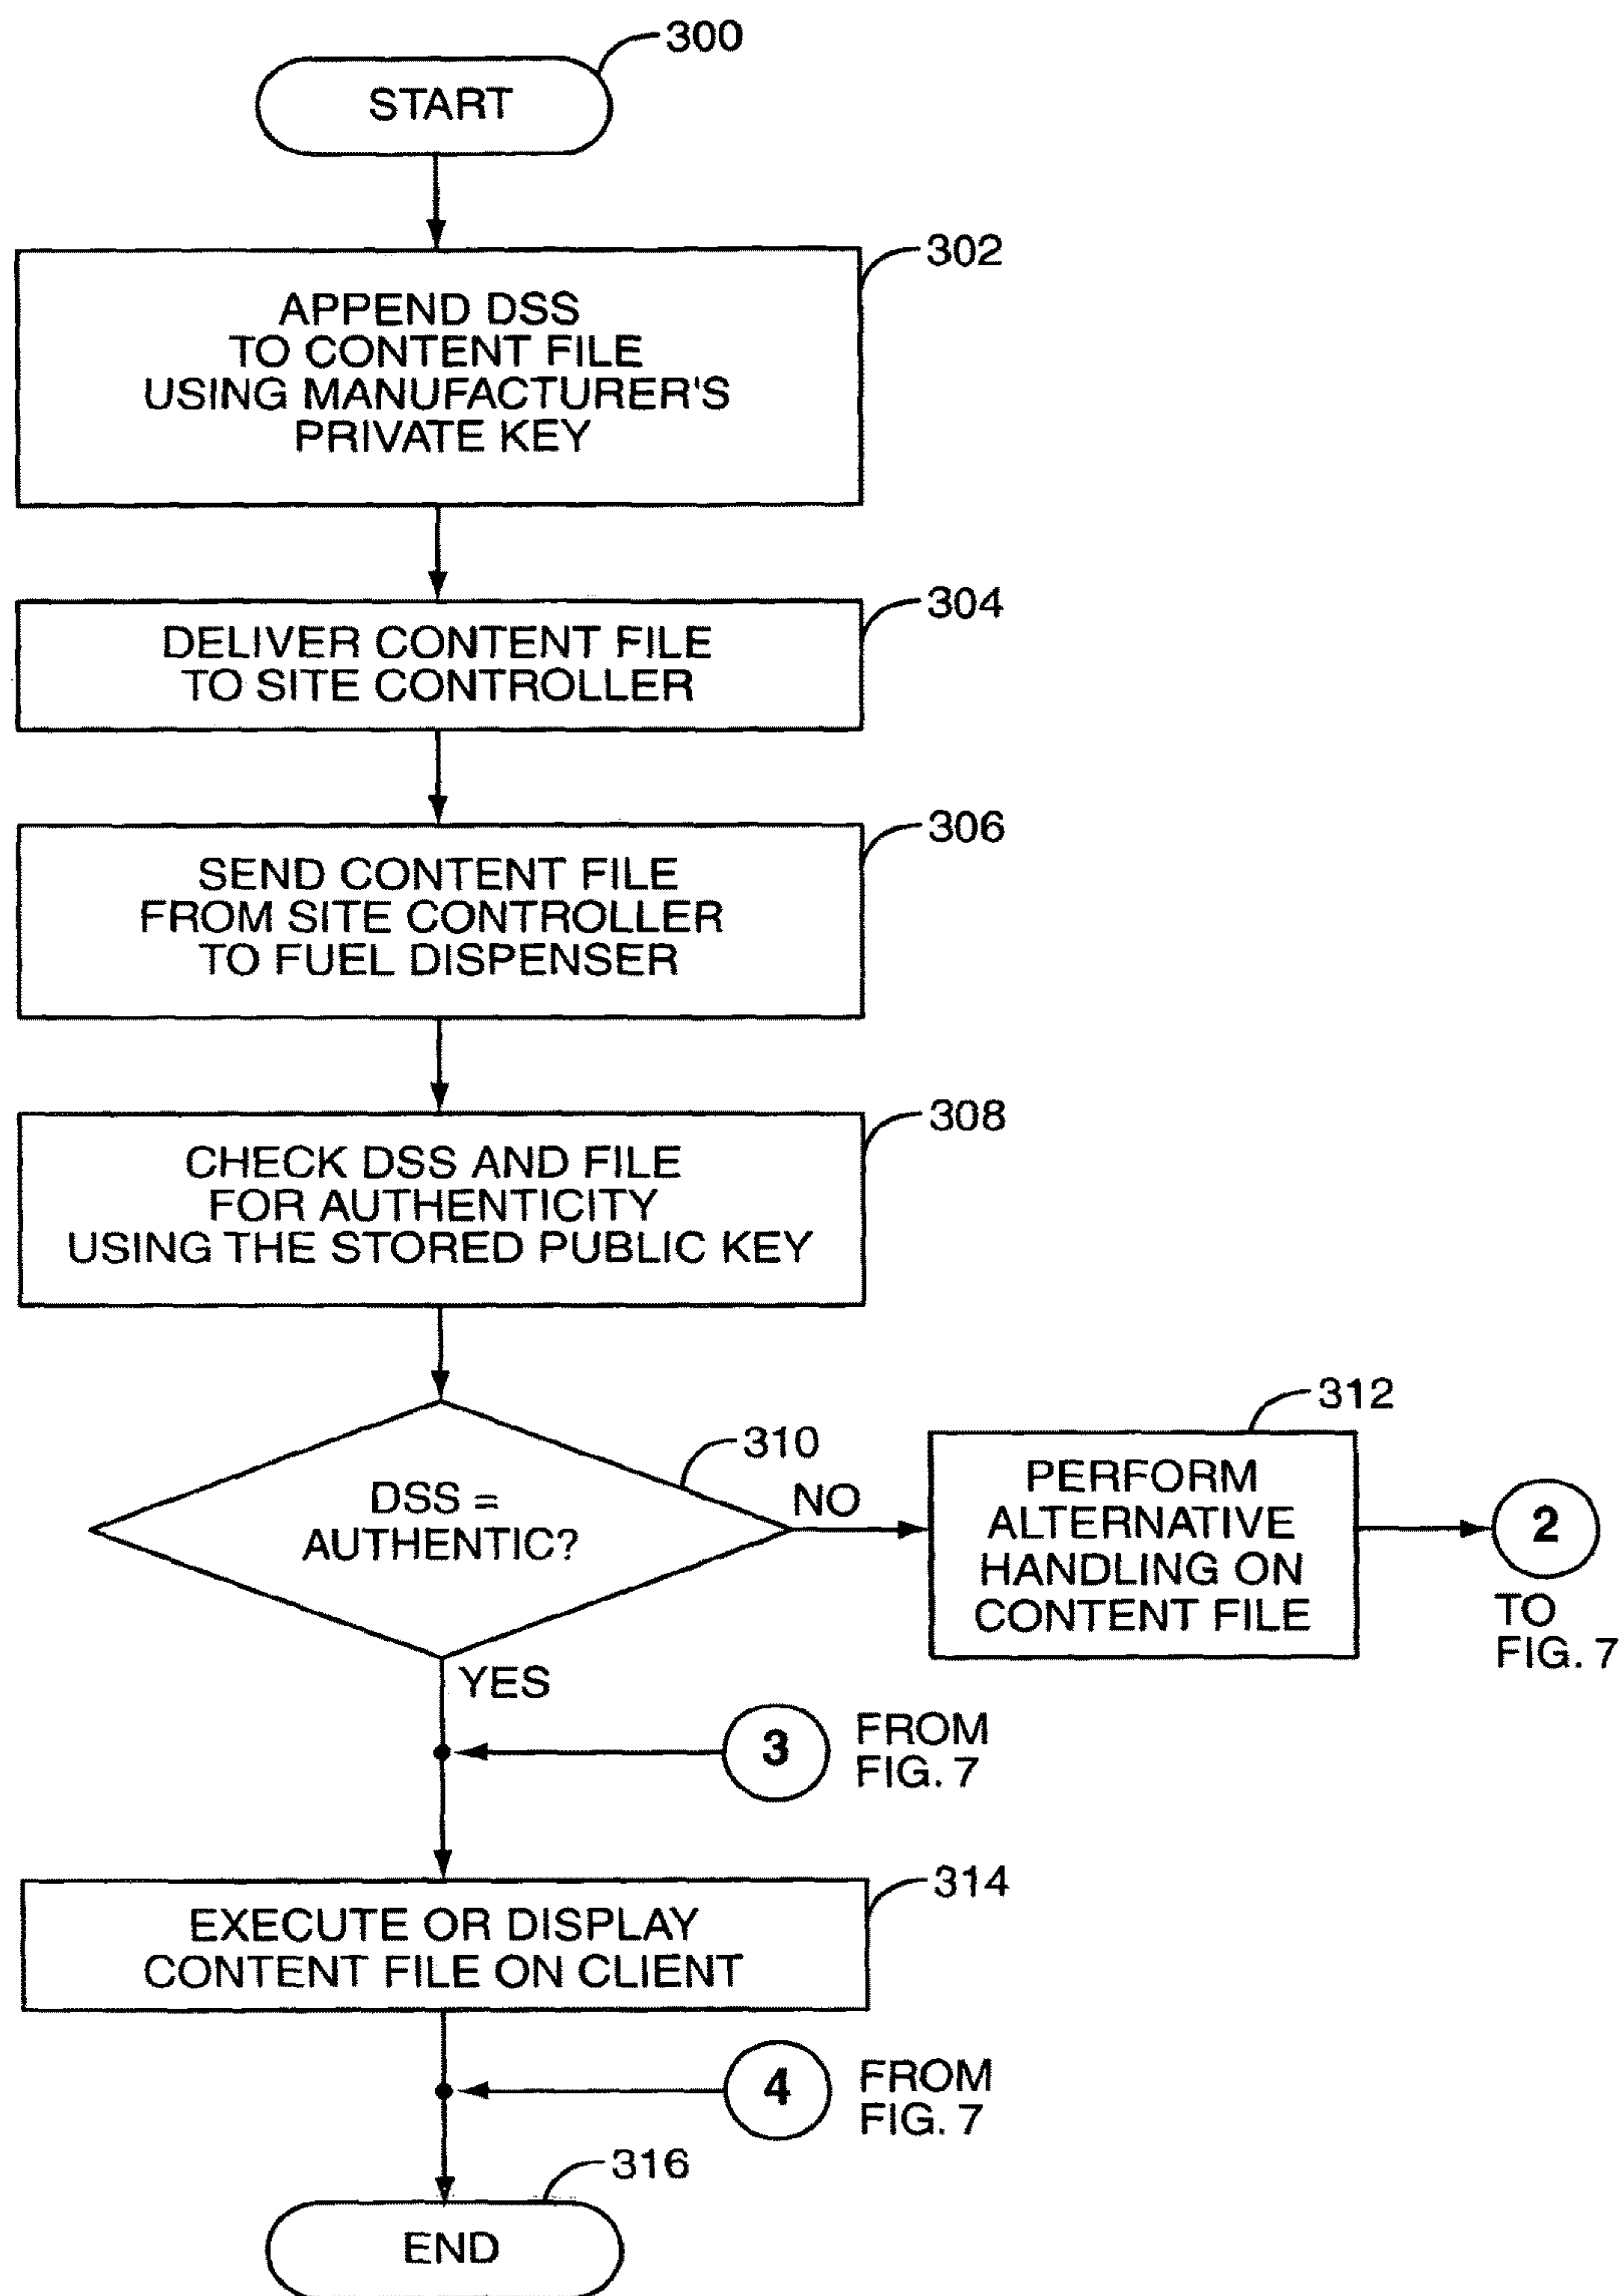 300
START
302
APPEND DSS
TO CONTENT FILE
USING MANUFACTURER'S
PRIVATE KEY
304
DELIVER CONTENT FILE
TO SITE CONTROLLER
306
SEND CONTENT FILE
FROM SITE CONTROLLER
TO FUEL DISPENSER
308
CHECK DSS AND FILE
FOR AUTHENTICITY
USING THE STORED PUBLIC KEY
310
DSS =
AUTHENTIC?
NO
312
PERFORM
ALTERNATIVE
HANDLING ON
CONTENT FILE
2
TO
FIG. 7
YES
3
FROM
FIG. 7
314
EXECUTE OR DISPLAY
CONTENT FILE ON CLIENT
4
FROM
FIG. 7
316
END